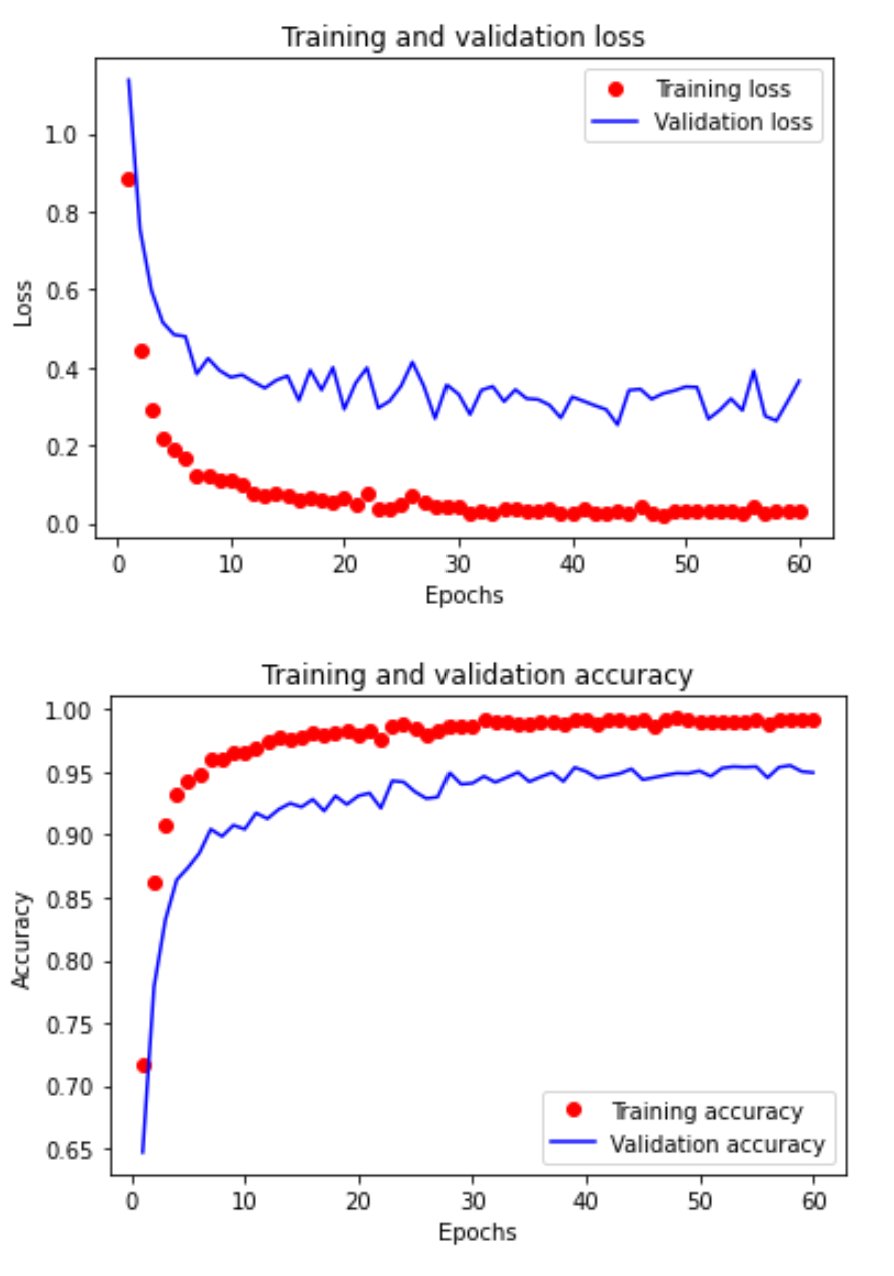 Training and validation loss
Training loss
Validation loss
1.0
0.8
0.6
0.4
0.2
0.0
Loss
0 10 20 30 40 50 60
Epochs
Training and validation accuracy
1.00
0.95
0.90
0.85
0.80
0.75
0.70
0.65
Accuracy
Training accuracy
Validation accuracy
0 10 20 30 40 50 60
Epochs